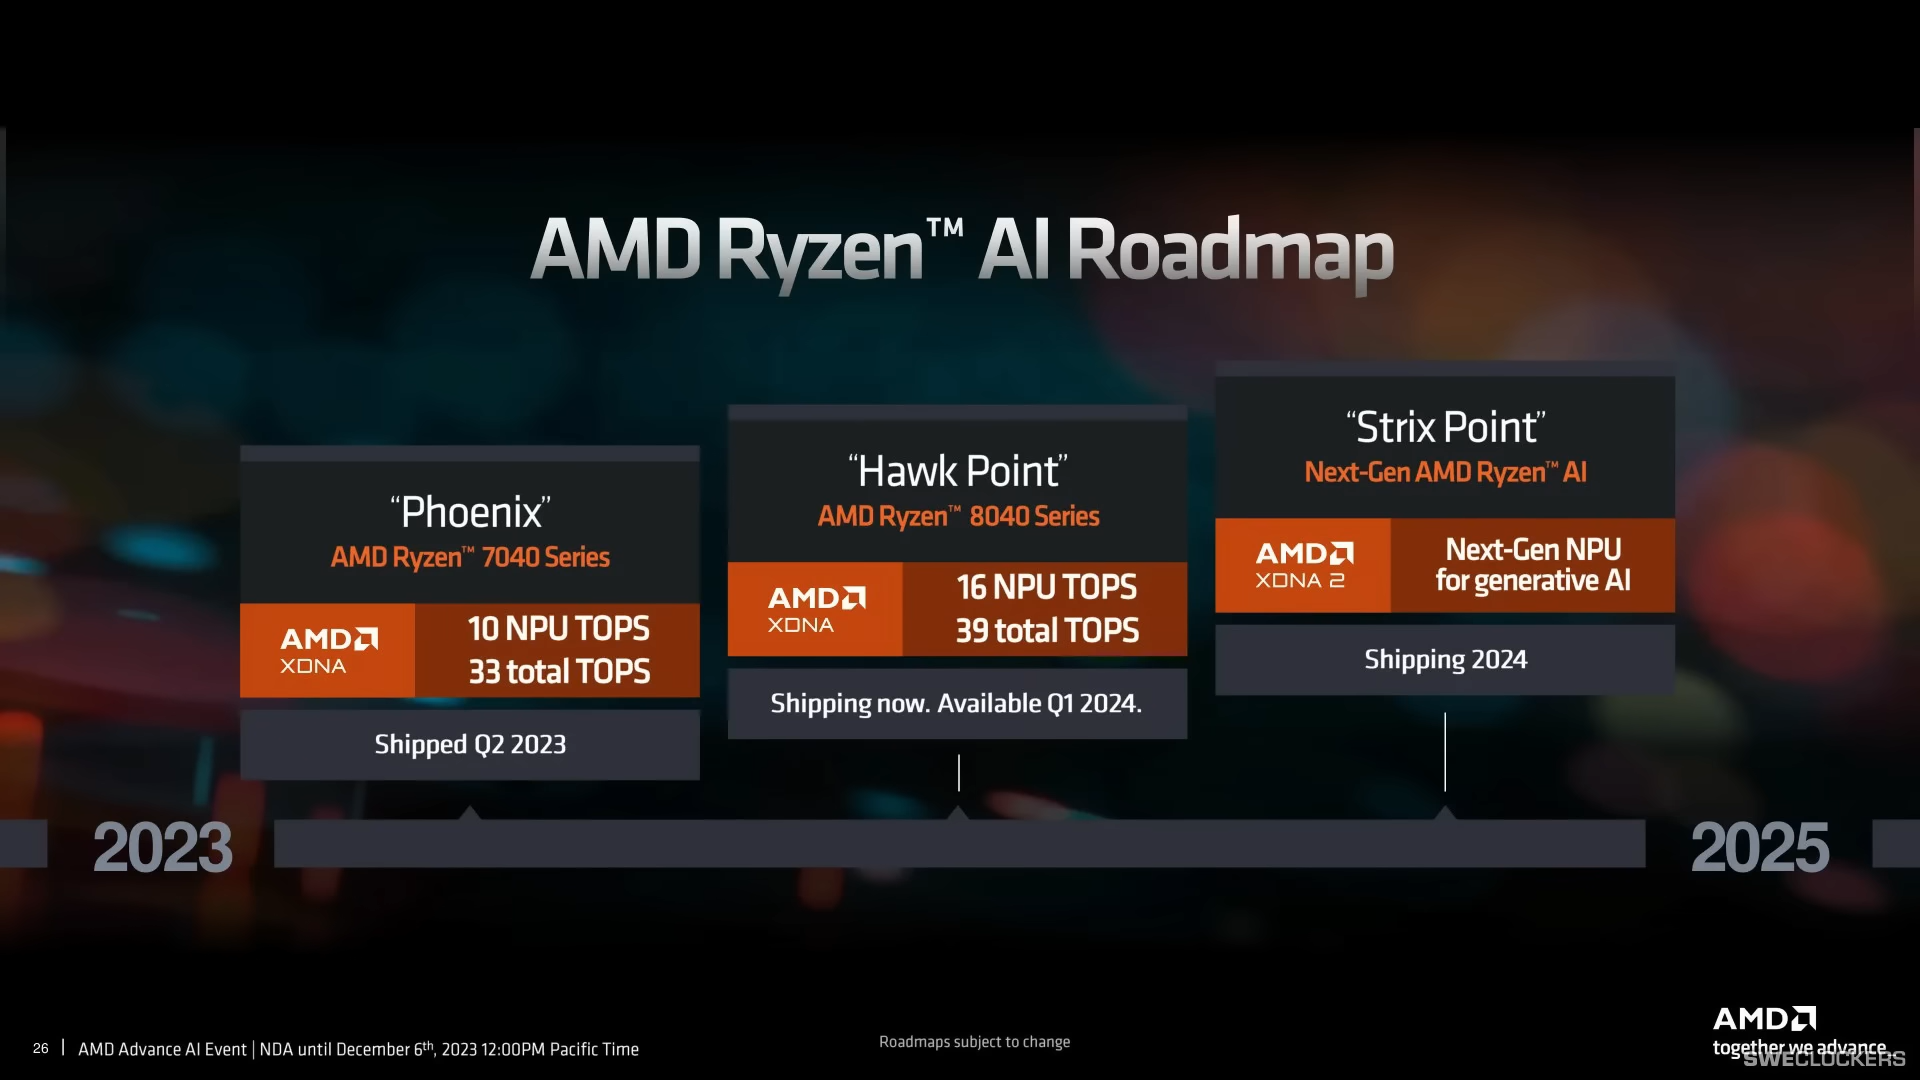 AMD Ryzen™ AI Roadmap
“Phoenix”
AMD Ryzen™ 7040 Series
AMD
XDNA
10 NPU TOPS
33 total TOPS
Shipped Q2 2023
“Hawk Point”
AMD Ryzen™ 8040 Series
AMD
XDNA
16 NPU TOPS
39 total TOPS
Shipping now. Available Q1 2024.
“Strix Point”
Next-Gen AMD Ryzen™ AI
AMD
XDNA 2
Next-Gen NPU
for generative AI
Shipping 2024
2023
2025
26 | AMD Advance AI Event | NDA until December 6th, 2023 12:00PM Pacific Time
Roadmaps subject to change
AMD
together we advance_
SWECLOCKERS